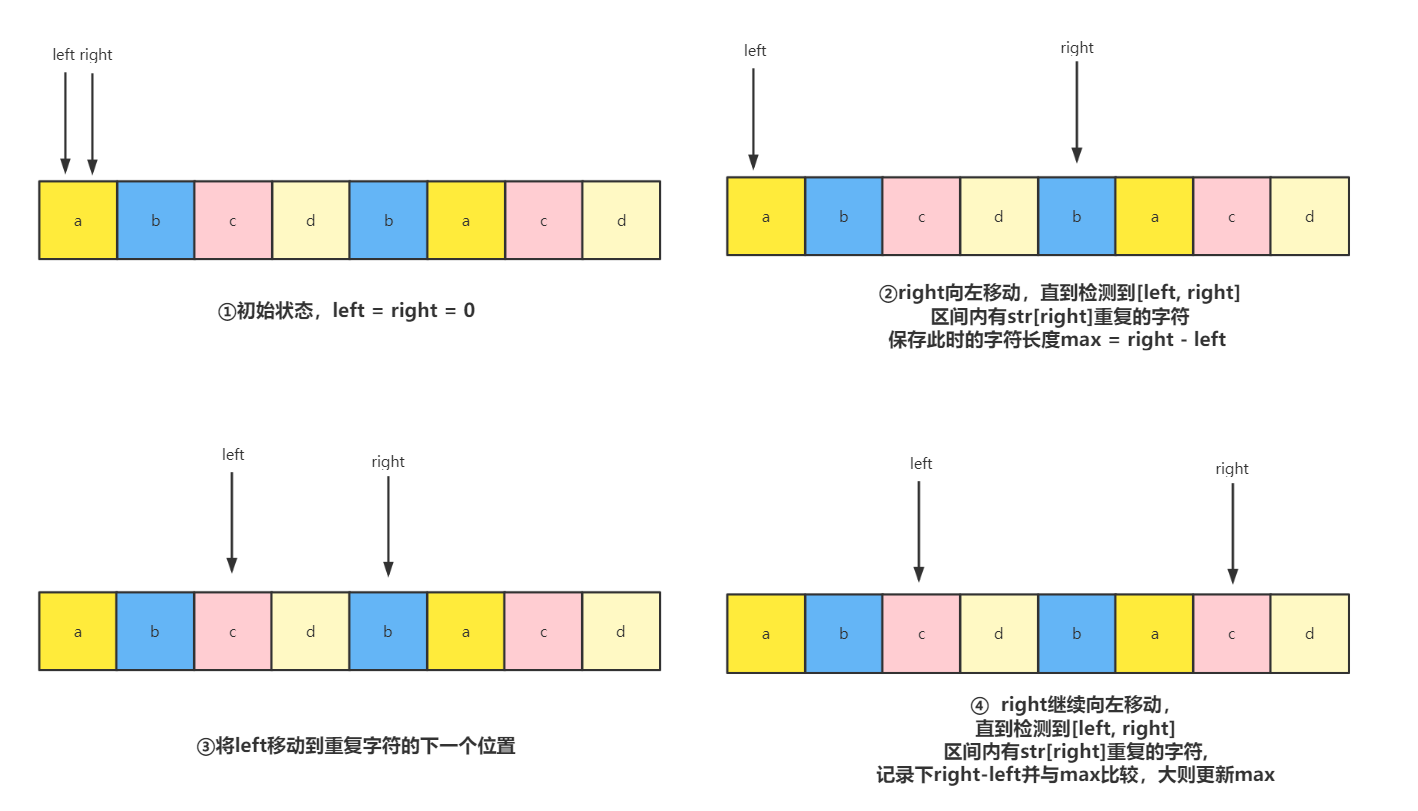 left right
a b c d b a c d
①初始状态，left = right = 0
left
right
a b c d b a c d
②right向左移动，直到检测到[left, right]
区间内有str[right]重复的字符
保存此时的字符长度max = right - left
left
right
a b c d b a c d
③将left移动到重复字符的下一个位置
left
right
a b c d b a c d
④ right继续向左移动，
直到检测到[left, right]
区间内有str[right]重复的字符,
记录下right-left并与max比较，大则更新max